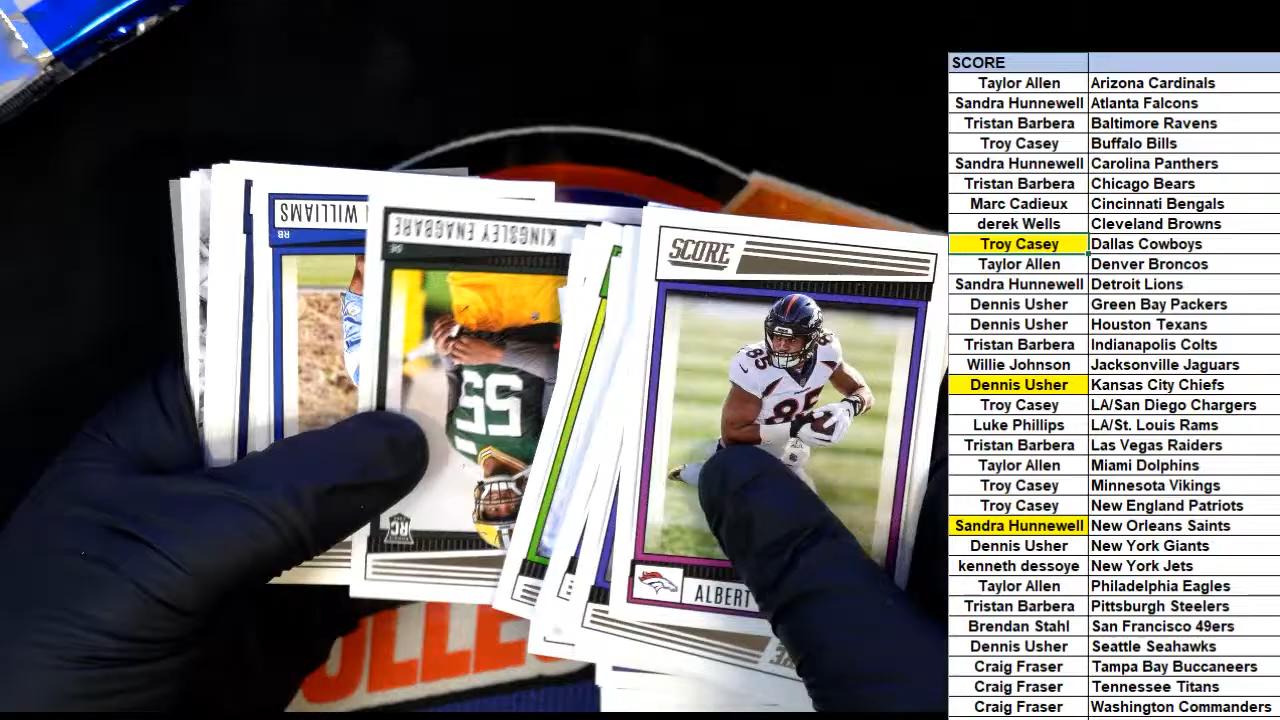 WILLIAMS
RB
KINGSLEY ENAGBARE
RC
SCORE
85
85
55
ALBERT
SCORE
Taylor Allen Arizona Cardinals
Sandra Hunnewell Atlanta Falcons
Tristan Barbera Baltimore Ravens
Troy Casey Buffalo Bills
Sandra Hunnewell Carolina Panthers
Tristan Barbera Chicago Bears
Marc Cadieux Cincinnati Bengals
derek Wells Cleveland Browns
Troy Casey Dallas Cowboys
Taylor Allen Denver Broncos
Sandra Hunnewell Detroit Lions
Dennis Usher Green Bay Packers
Dennis Usher Houston Texans
Tristan Barbera Indianapolis Colts
Willie Johnson Jacksonville Jaguars
Dennis Usher Kansas City Chiefs
Troy Casey LA/San Diego Chargers
Luke Phillips LA/St. Louis Rams
Tristan Barbera Las Vegas Raiders
Taylor Allen Miami Dolphins
Troy Casey Minnesota Vikings
Troy Casey New England Patriots
Sandra Hunnewell New Orleans Saints
Dennis Usher New York Giants
kenneth dessoye New York Jets
Taylor Allen Philadelphia Eagles
Tristan Barbera Pittsburgh Steelers
Brendan Stahl San Francisco 49ers
Dennis Usher Seattle Seahawks
Craig Fraser Tampa Bay Buccaneers
Craig Fraser Tennessee Titans
Craig Fraser Washington Commanders